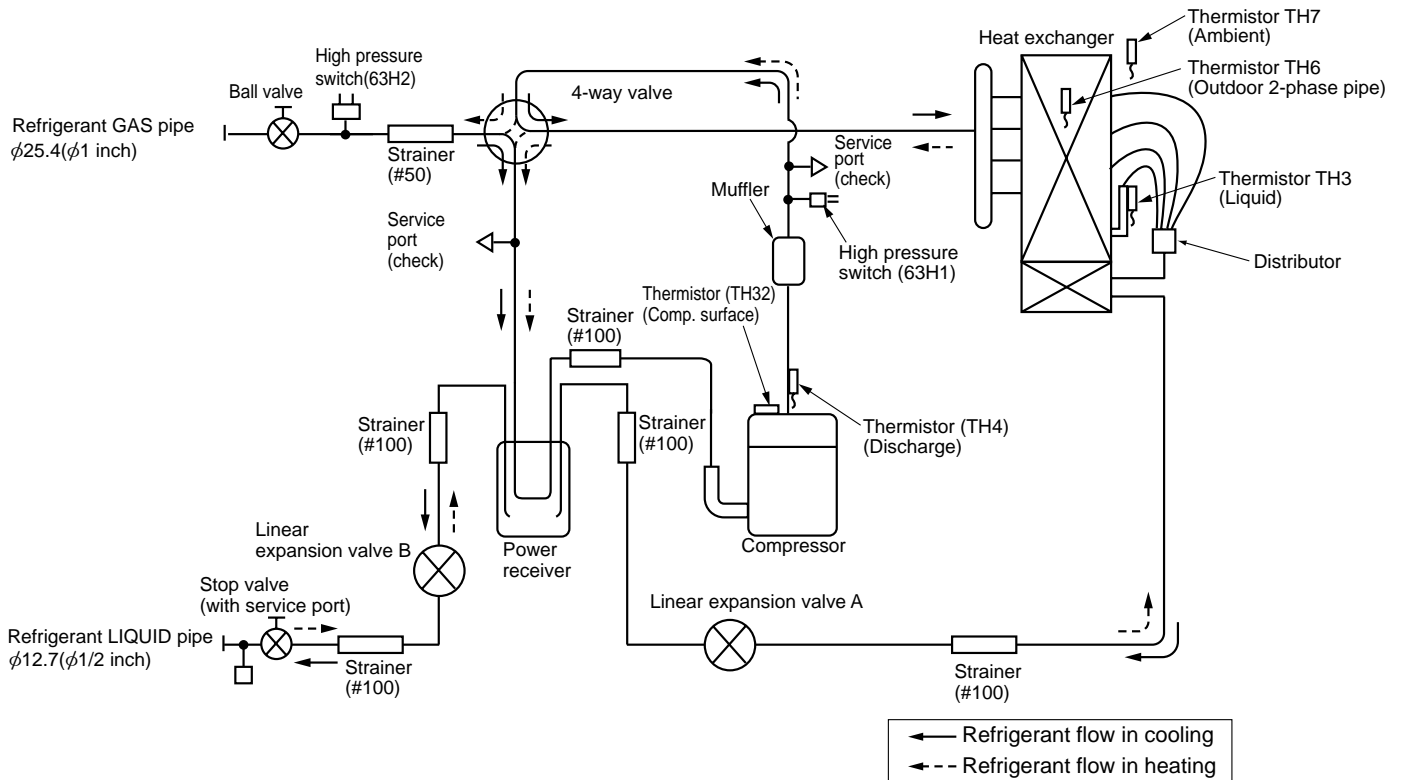 Thermistor TH7
(Ambient)
Heat exchanger
Thermistor TH6
(Outdoor 2-phase pipe)
High pressure
switch(63H2)
Ball valve
4-way valve
Refrigerant GAS pipe
ϕ25.4(ϕ1 inch)
Strainer
(#50)
Service
port
(check)
Muffler
Thermistor TH3
(Liquid)
Service
port
(check)
High pressure
switch (63H1)
Distributor
Thermistor (TH32)
(Comp. surface)
Strainer
(#100)
Strainer
(#100)
Strainer
(#100)
Thermistor (TH4)
(Discharge)
Linear
expansion valve B
Power
receiver
Compressor
Stop valve
(with service port)
Linear expansion valve A
Refrigerant LIQUID pipe
ϕ12.7(ϕ1/2 inch)
Strainer
(#100)
Strainer
(#100)
Refrigerant flow in cooling
Refrigerant flow in heating